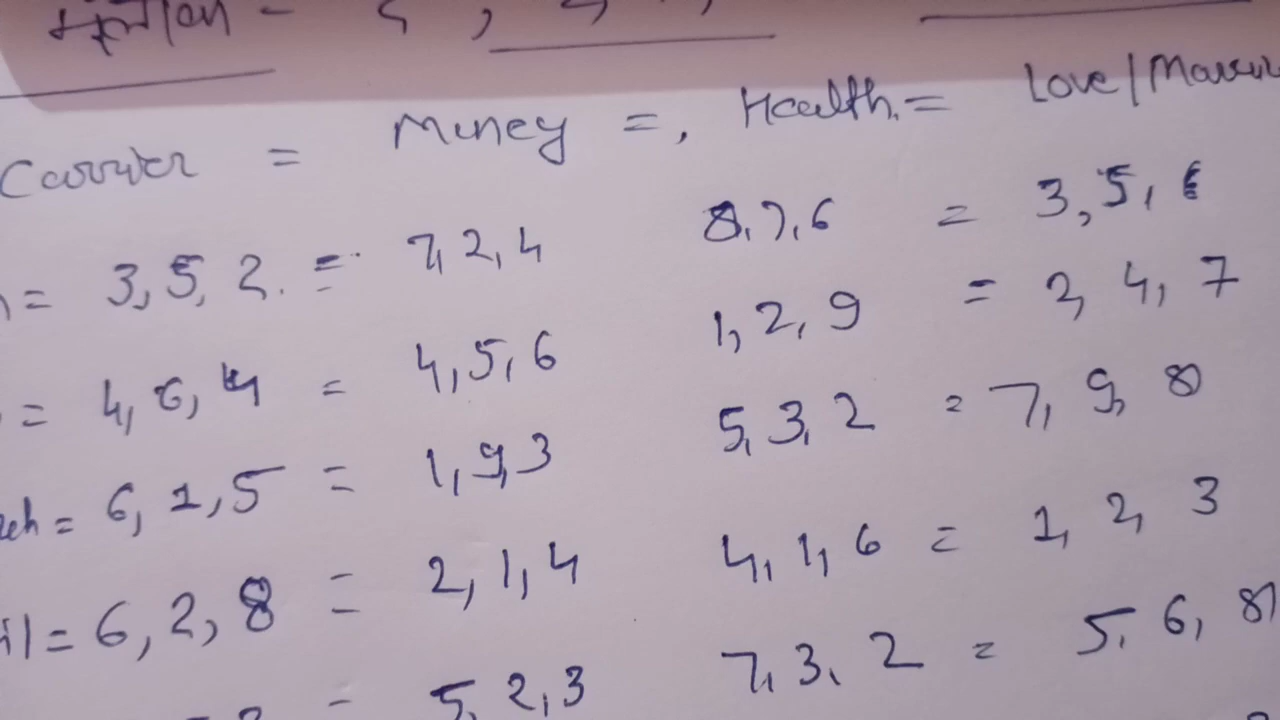 Carrier = Money =, Health. = Love/
= 3, 5, 2. = 7, 2, 4 8, 7, 6 = 3, 5, 6
= 4, 6, 4 = 4, 5, 6 1, 2, 9 = 2, 4, 7
= 6, 1, 5 = 1, 9, 3 5, 3, 2 = 7, 9, 8
= 6, 2, 8 = 2, 1, 4 4, 1, 6 = 1, 2, 3
= 5, 2, 3 7, 3, 2 = 5, 6, 8